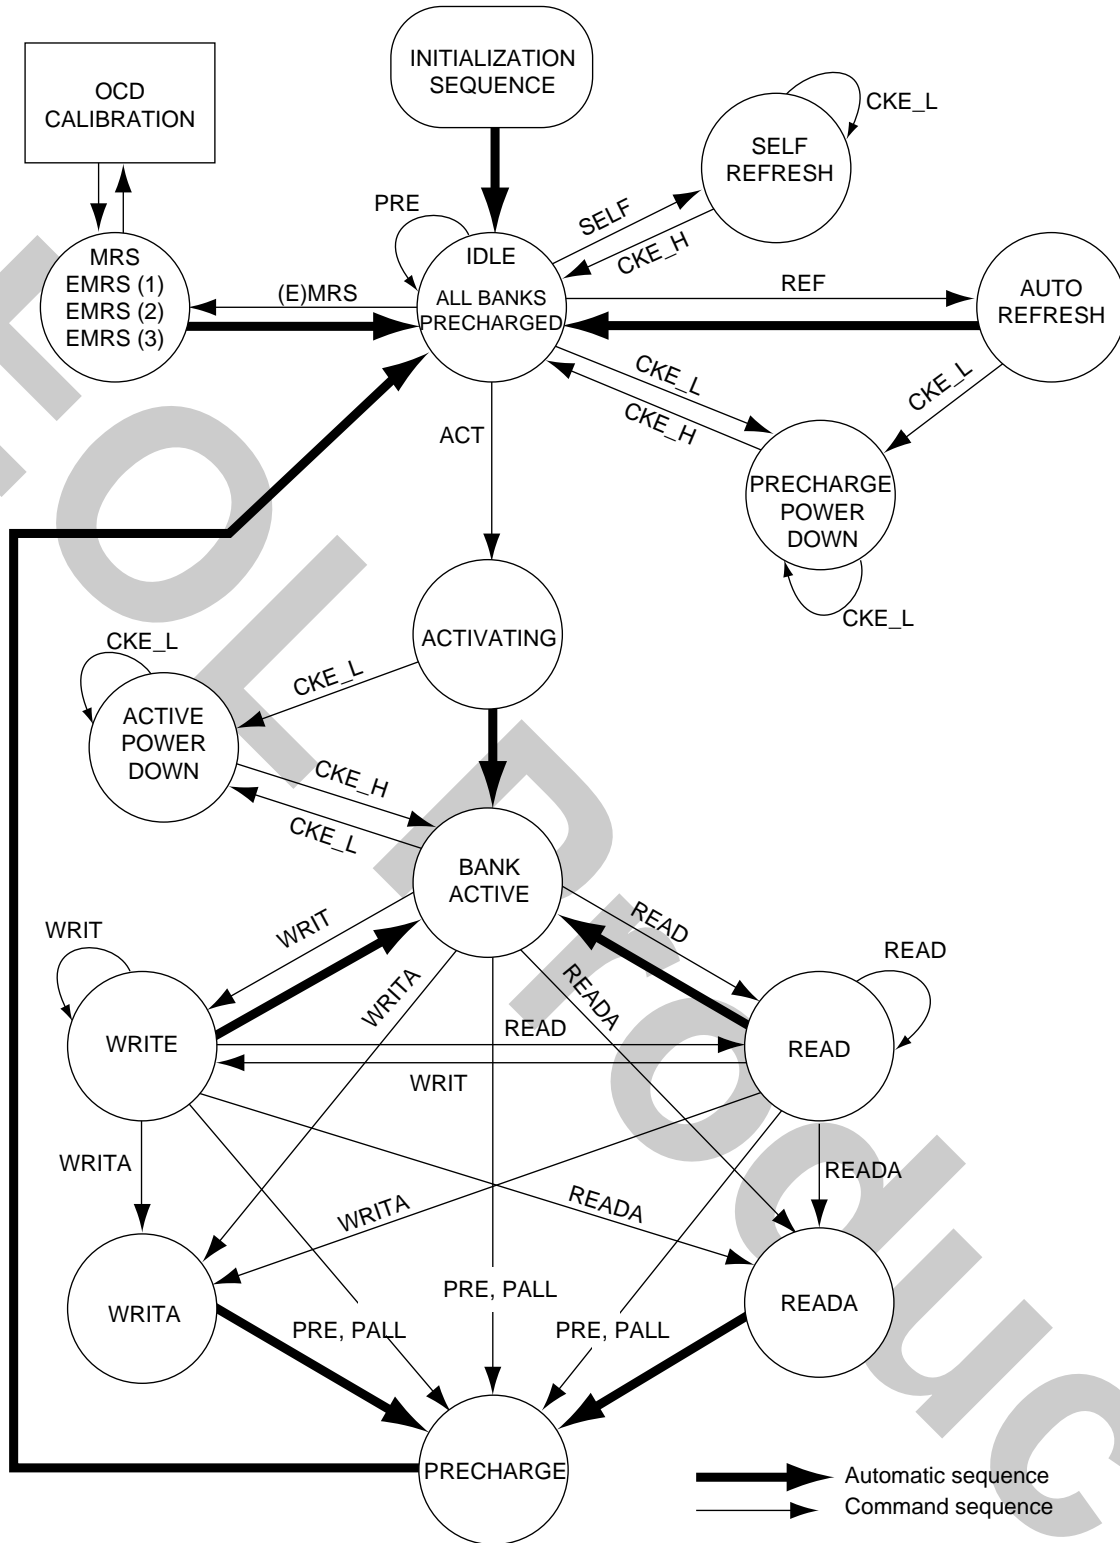 INITIALIZATION
SEQUENCE
OCD
CALIBRATION
CKE_L
SELF
REFRESH
PRE
SELF
CKE_H
IDLE
ALL BANKS
PRECHARGED
MRS
EMRS (1)
EMRS (2)
EMRS (3)
(E)MRS
REF
AUTO
REFRESH
CKE_L
CKE_H
CKE_L
ACT
PRECHARGE
POWER
DOWN
CKE_L
ACTIVATING
CKE_L
CKE_L
ACTIVE
POWER
DOWN
CKE_H
CKE_L
BANK
ACTIVE
WRIT
WRIT
READ
READ
WRITA
READA
WRITE
READ
READ
WRIT
WRITA
READA
WRITA
READA
WRITA
READA
PRE, PALL
PRE, PALL
PRE, PALL
PRECHARGE
Automatic sequence
Command sequence